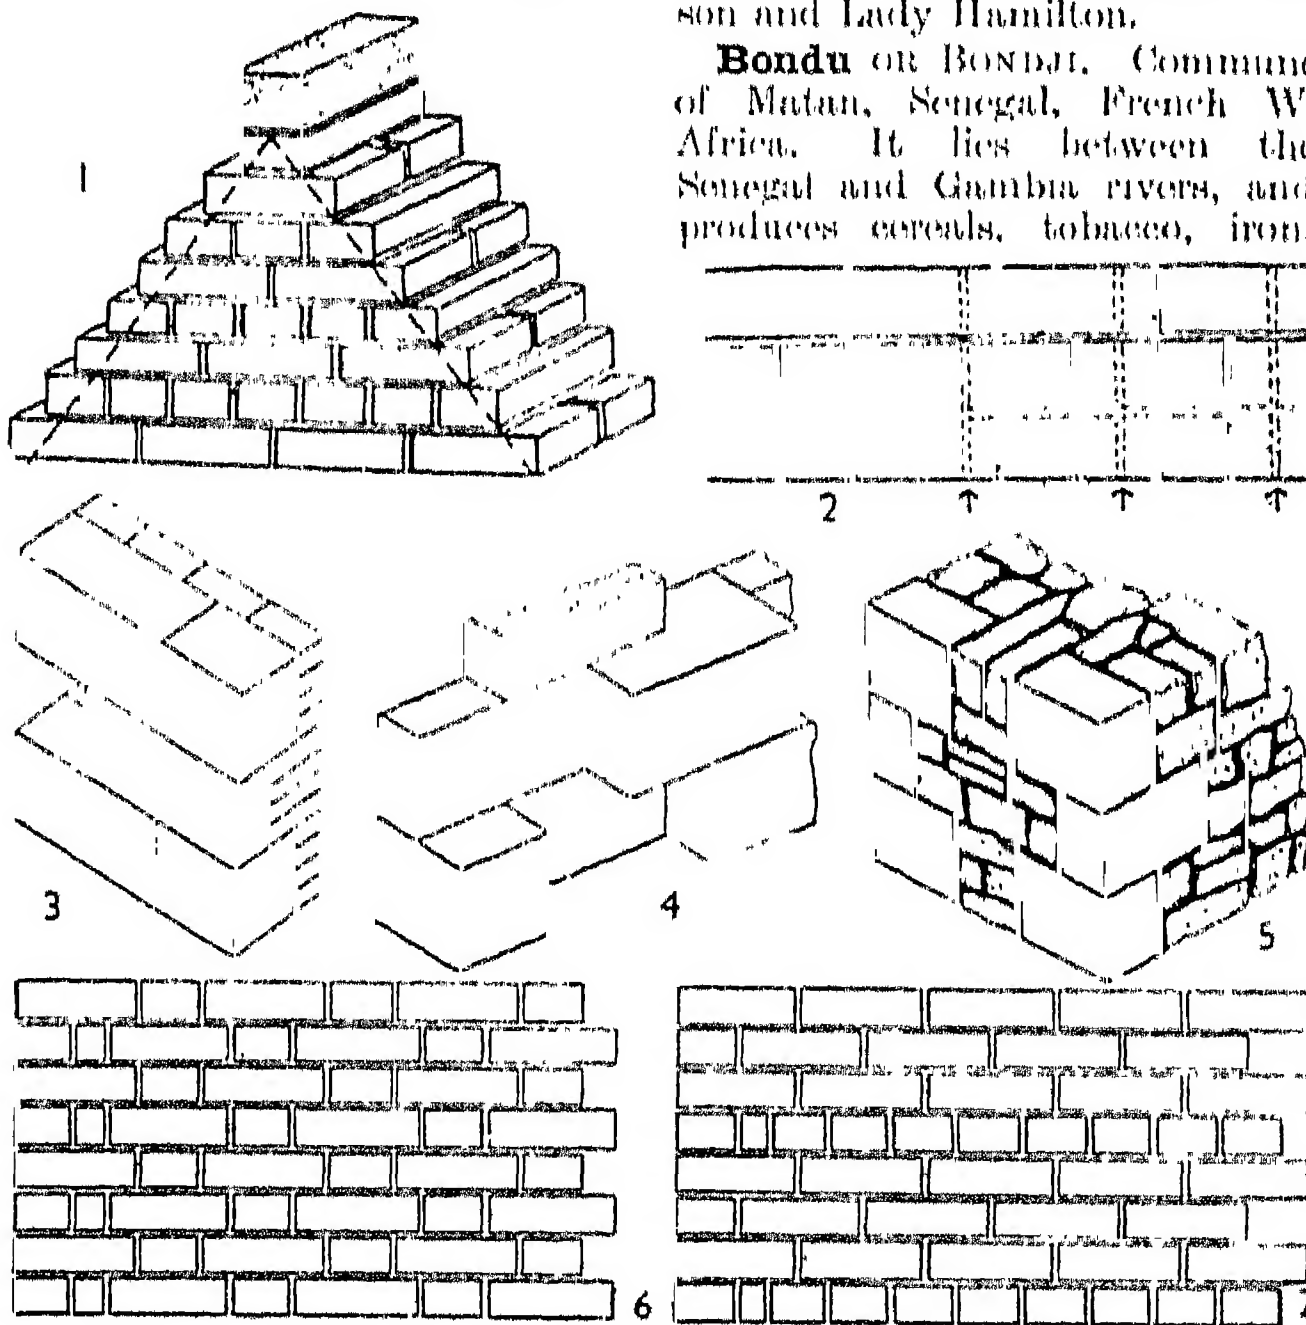 son and Lady Hamilton.
Bondu OR BONDJI. Commune
of Matan, Senegal, French W.
Africa. It lies between the
Senegal and Gambia rivers, and
produces cereals, tobacco, iron,
1
2
3
4
5
6
7